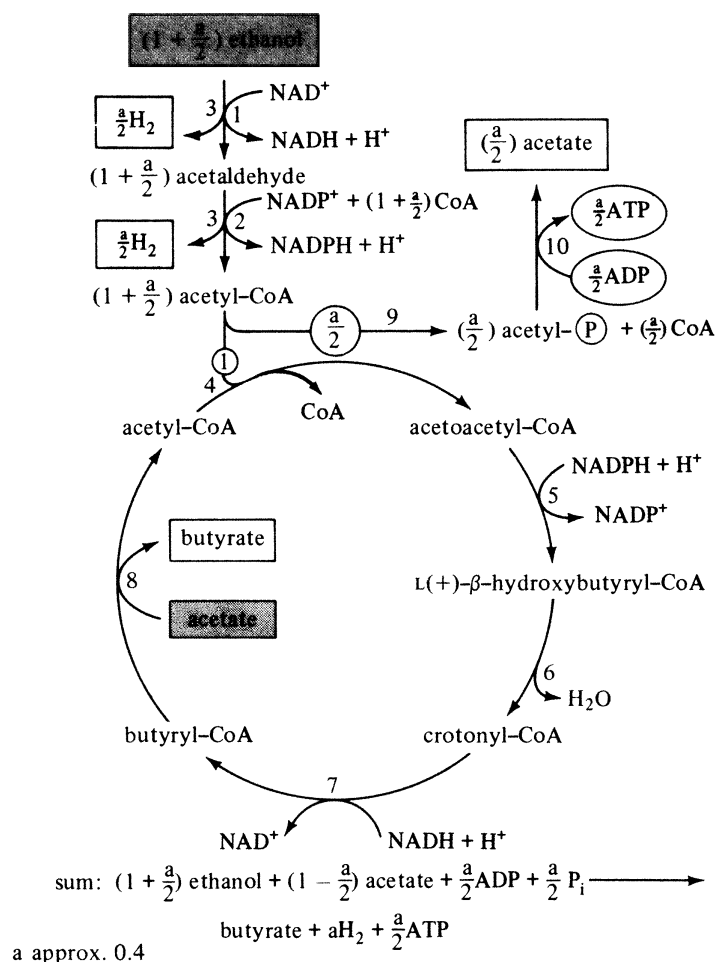 (1 + a/2) ethanol
NAD⁺
3 1
a/2 H₂
NADH + H⁺
(a/2) acetate
(1 + a/2) acetaldehyde
NADP⁺ + (1 + a/2) CoA
a/2 ATP
3 2
a/2 H₂
NADPH + H⁺
10
a/2 ADP
(1 + a/2) acetyl-CoA
a/2
9
(a/2) acetyl-P + (a/2) CoA
1
4
CoA
acetyl-CoA
acetoacetyl-CoA
NADPH + H⁺
5
NADP⁺
butyrate
8
L(+)-β-hydroxybutyryl-CoA
acetate
6
H₂O
butyryl-CoA
crotonyl-CoA
7
NAD⁺
NADH + H⁺
sum: (1 + a/2) ethanol + (1 − a/2) acetate + a/2 ADP + a/2 Pᵢ ⟶
butyrate + aH₂ + a/2 ATP
a approx. 0.4